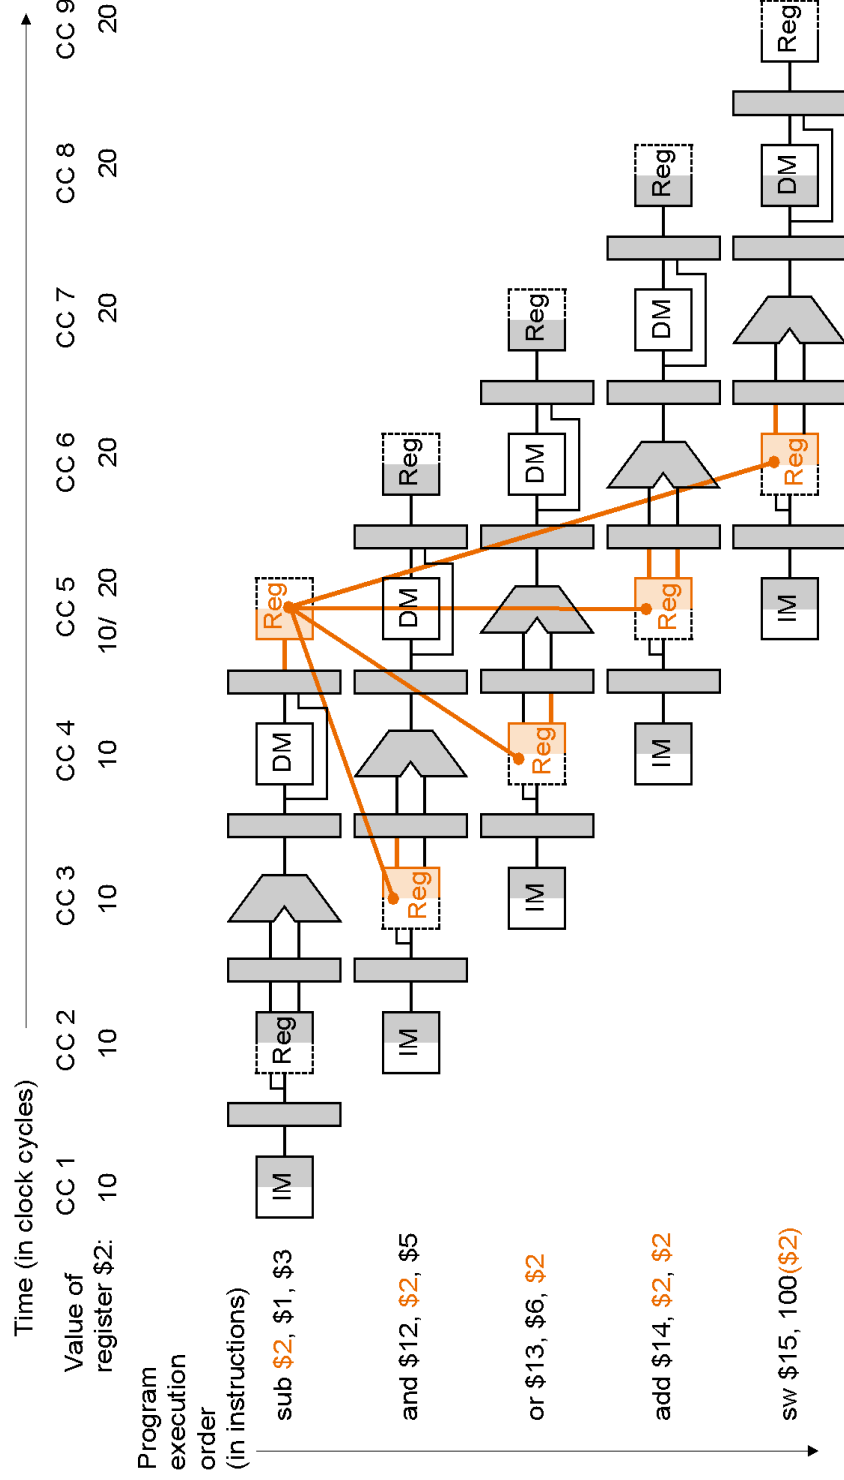 Time (in clock cycles)
Value of CC 1 CC 2 CC 3 CC 4 CC 5 CC 6 CC 7 CC 8 CC 9
register $2: 10 10 10 10 10/ 20 20 20 20 20
Program
execution
order
(in instructions)
sub $2, $1, $3 IM Reg DM Reg
and $12, $2, $5 IM Reg DM Reg
or $13, $6, $2 IM Reg DM Reg
add $14, $2, $2 IM Reg DM Reg
sw $15, 100($2) IM Reg DM Reg